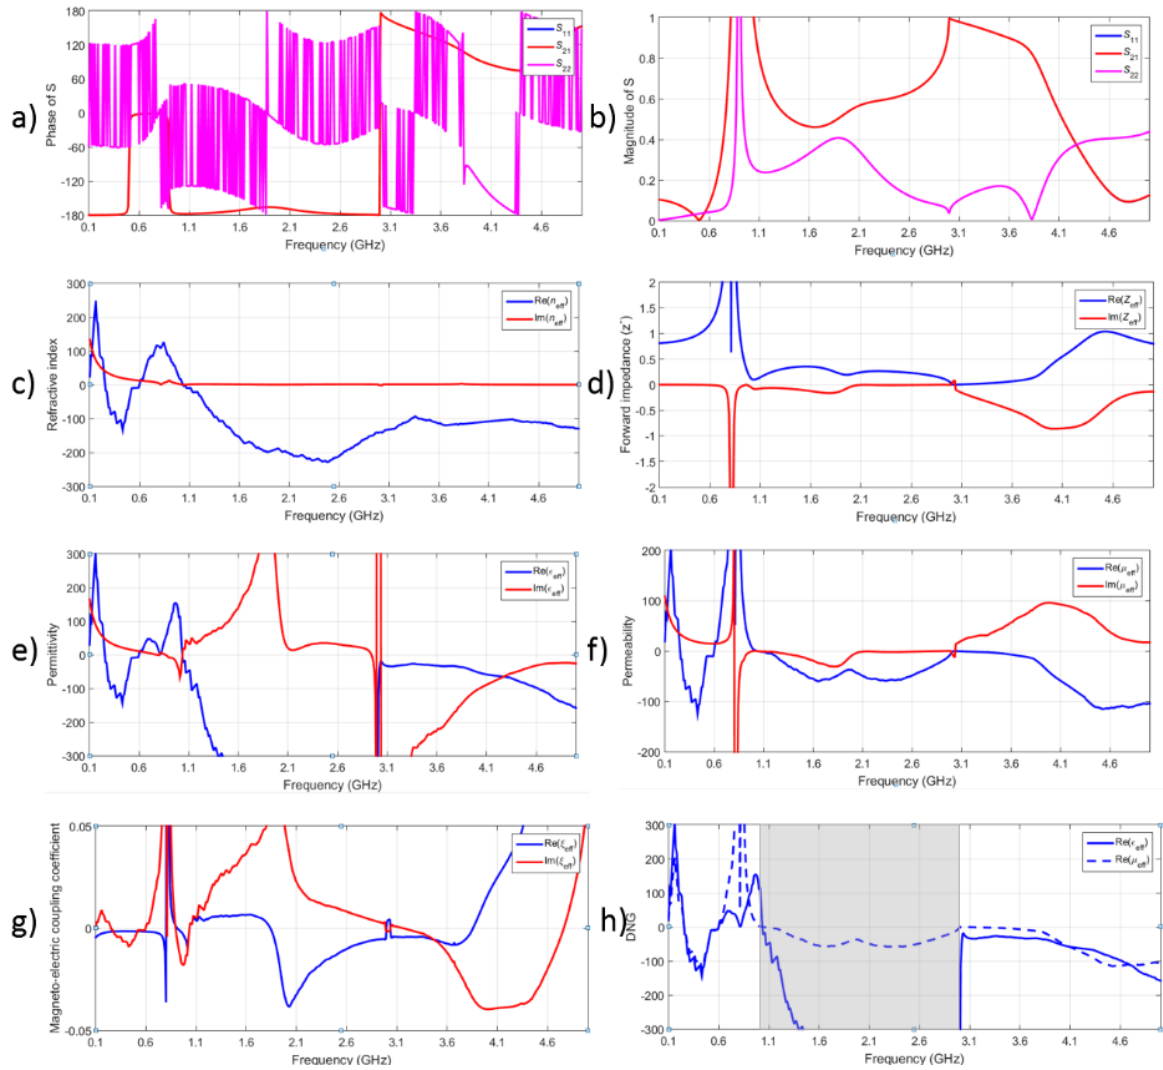 a)
Phase of S
180
120
60
0
-60
-120
-180
0.1 0.6 1.1 1.6 2.1 2.6 3.1 3.6 4.1 4.6
Frequency (GHz)
S11
S21
S22
b)
Magnitude of S
1
0.8
0.6
0.4
0.2
0
0.1 0.6 1.1 1.6 2.1 2.6 3.1 3.6 4.1 4.6
Frequency (GHz)
S11
S21
S22
c)
Refractive index
300
200
100
0
-100
-200
-300
0.1 0.6 1.1 1.6 2.1 2.6 3.1 3.6 4.1 4.6
Frequency (GHz)
Re(neff)
Im(neff)
d)
Forward impedance (z+)
2
1.5
1
0.5
0
-0.5
-1
-1.5
-2
0.1 0.6 1.1 1.6 2.1 2.6 3.1 3.6 4.1 4.6
Frequency (GHz)
Re(Zeff)
Im(Zeff)
e)
Permittivity
300
200
100
0
-100
-200
-300
0.1 0.6 1.1 1.6 2.1 2.6 3.1 3.6 4.1 4.6
Frequency (GHz)
Re(ϵeff)
Im(ϵeff)
f)
Permeability
200
100
0
-100
-200
0.1 0.6 1.1 1.6 2.1 2.6 3.1 3.6 4.1 4.6
Frequency (GHz)
Re(μeff)
Im(μeff)
g)
Magneto-electric coupling coefficient
0.05
0
-0.05
0.1 0.6 1.1 1.6 2.1 2.6 3.1 3.6 4.1 4.6
Frequency (GHz)
Re(ξeff)
Im(ξeff)
h)
DNG
300
200
100
0
-100
-200
-300
0.1 0.6 1.1 1.6 2.1 2.6 3.1 3.6 4.1 4.6
Frequency (GHz)
Re(ϵeff)
Re(μeff)